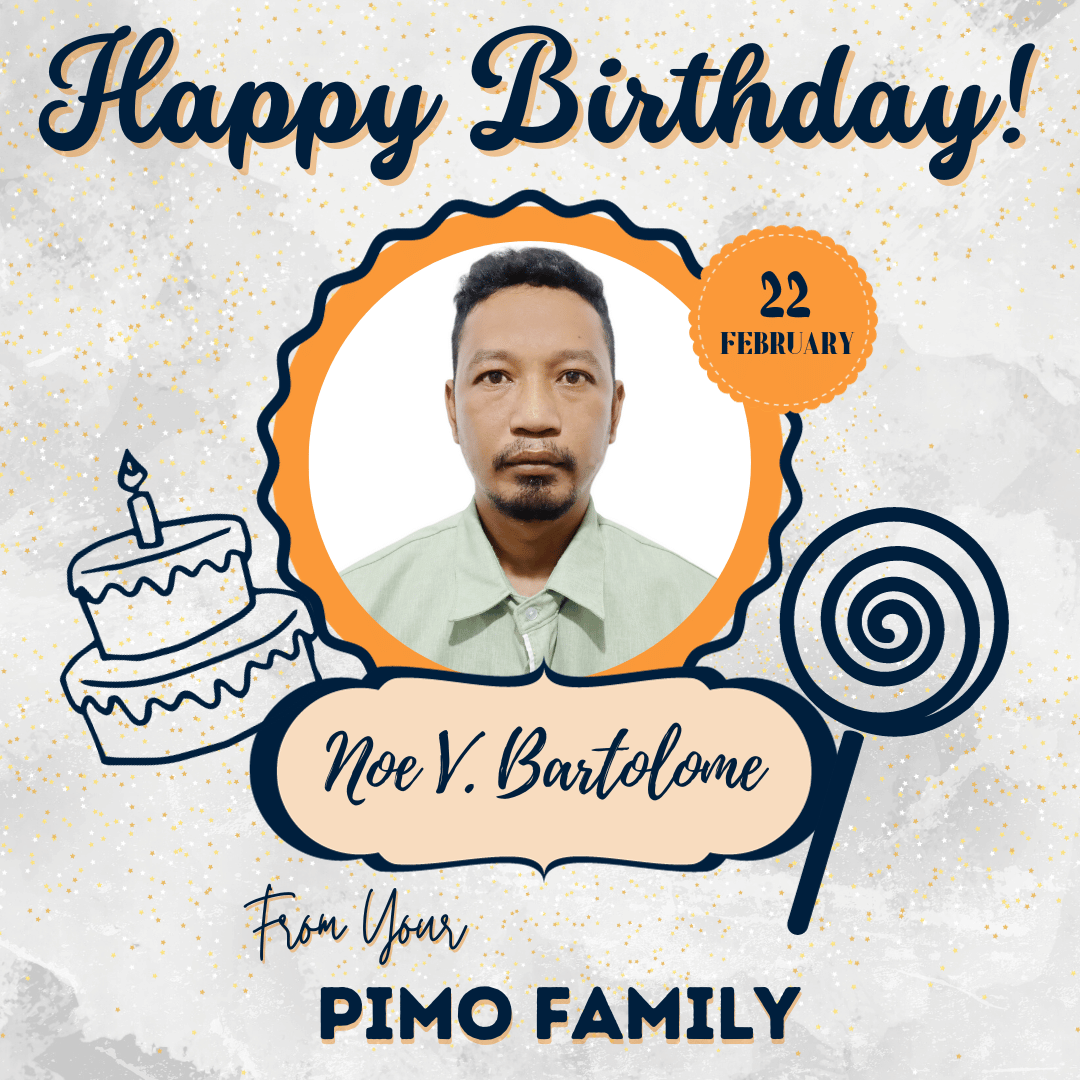 Happy Birthday!
22
FEBRUARY
Noe V. Bartolome
From Your
PIMO FAMILY